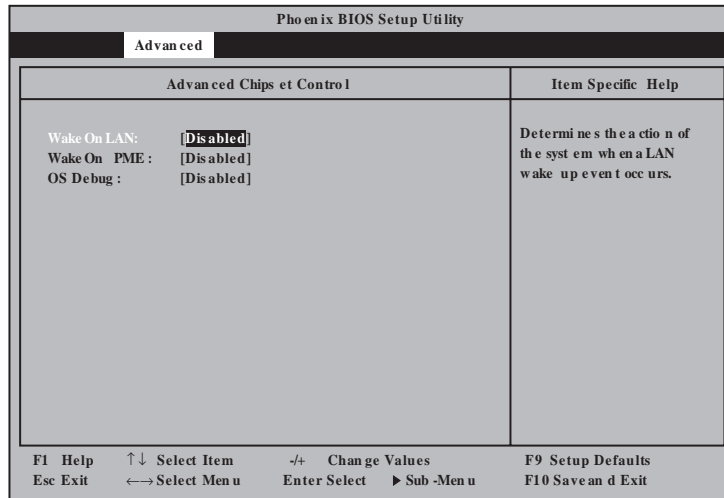 Phoenix BIOS Setup Utility
Advanced
Advanced Chipset Control
Item Specific Help
Wake On LAN: [Disabled]
Wake On PME : [Disabled]
OS Debug : [Disabled]
Determines the action of
the system when a LAN
wake up event occurs.
F1 Help ↑↓ Select Item -/+ Change Values F9 Setup Defaults
Esc Exit ←→ Select Menu Enter Select ▶ Sub -Menu F10 Save and Exit